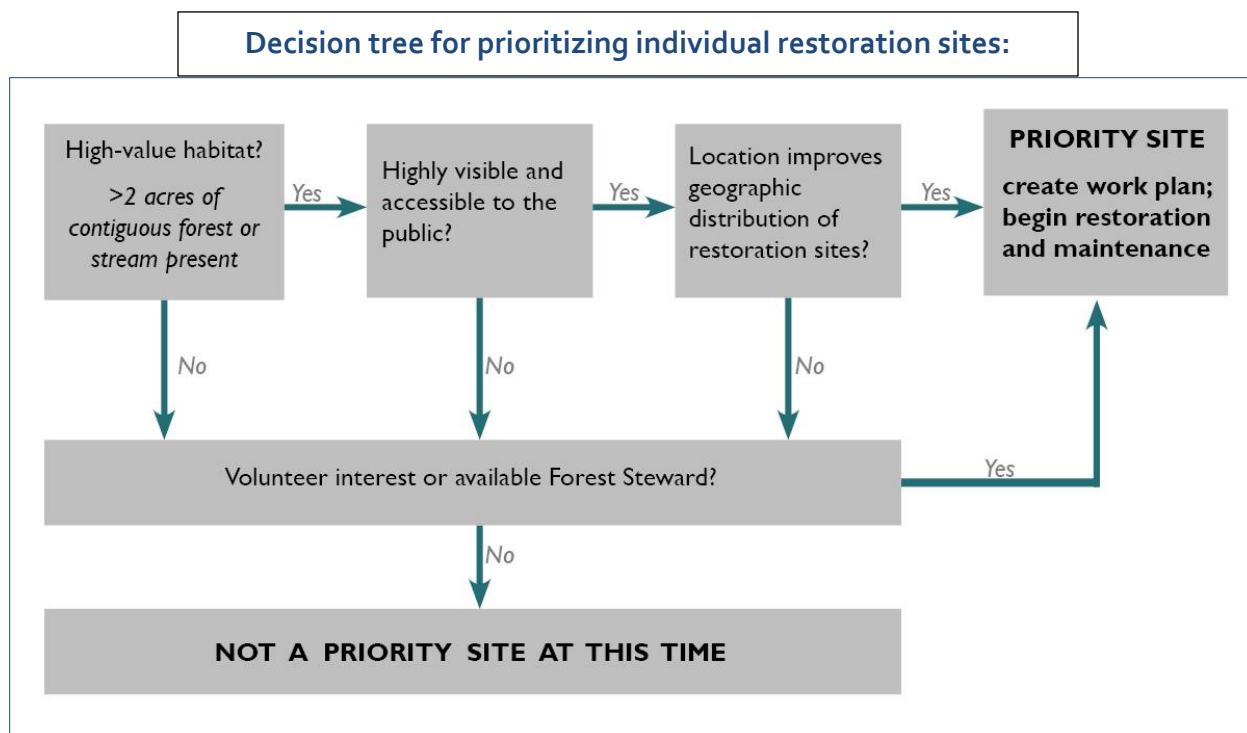 Decision tree for prioritizing individual restoration sites:
High-value habitat?
>2 acres of
contiguous forest or
stream present
Yes
Highly visible and
accessible to the
public?
Yes
Location improves
geographic
distribution of
restoration sites?
Yes
PRIORITY SITE
create work plan;
begin restoration
and maintenance
No
No
No
Volunteer interest or available Forest Steward?
Yes
No
NOT A PRIORITY SITE AT THIS TIME